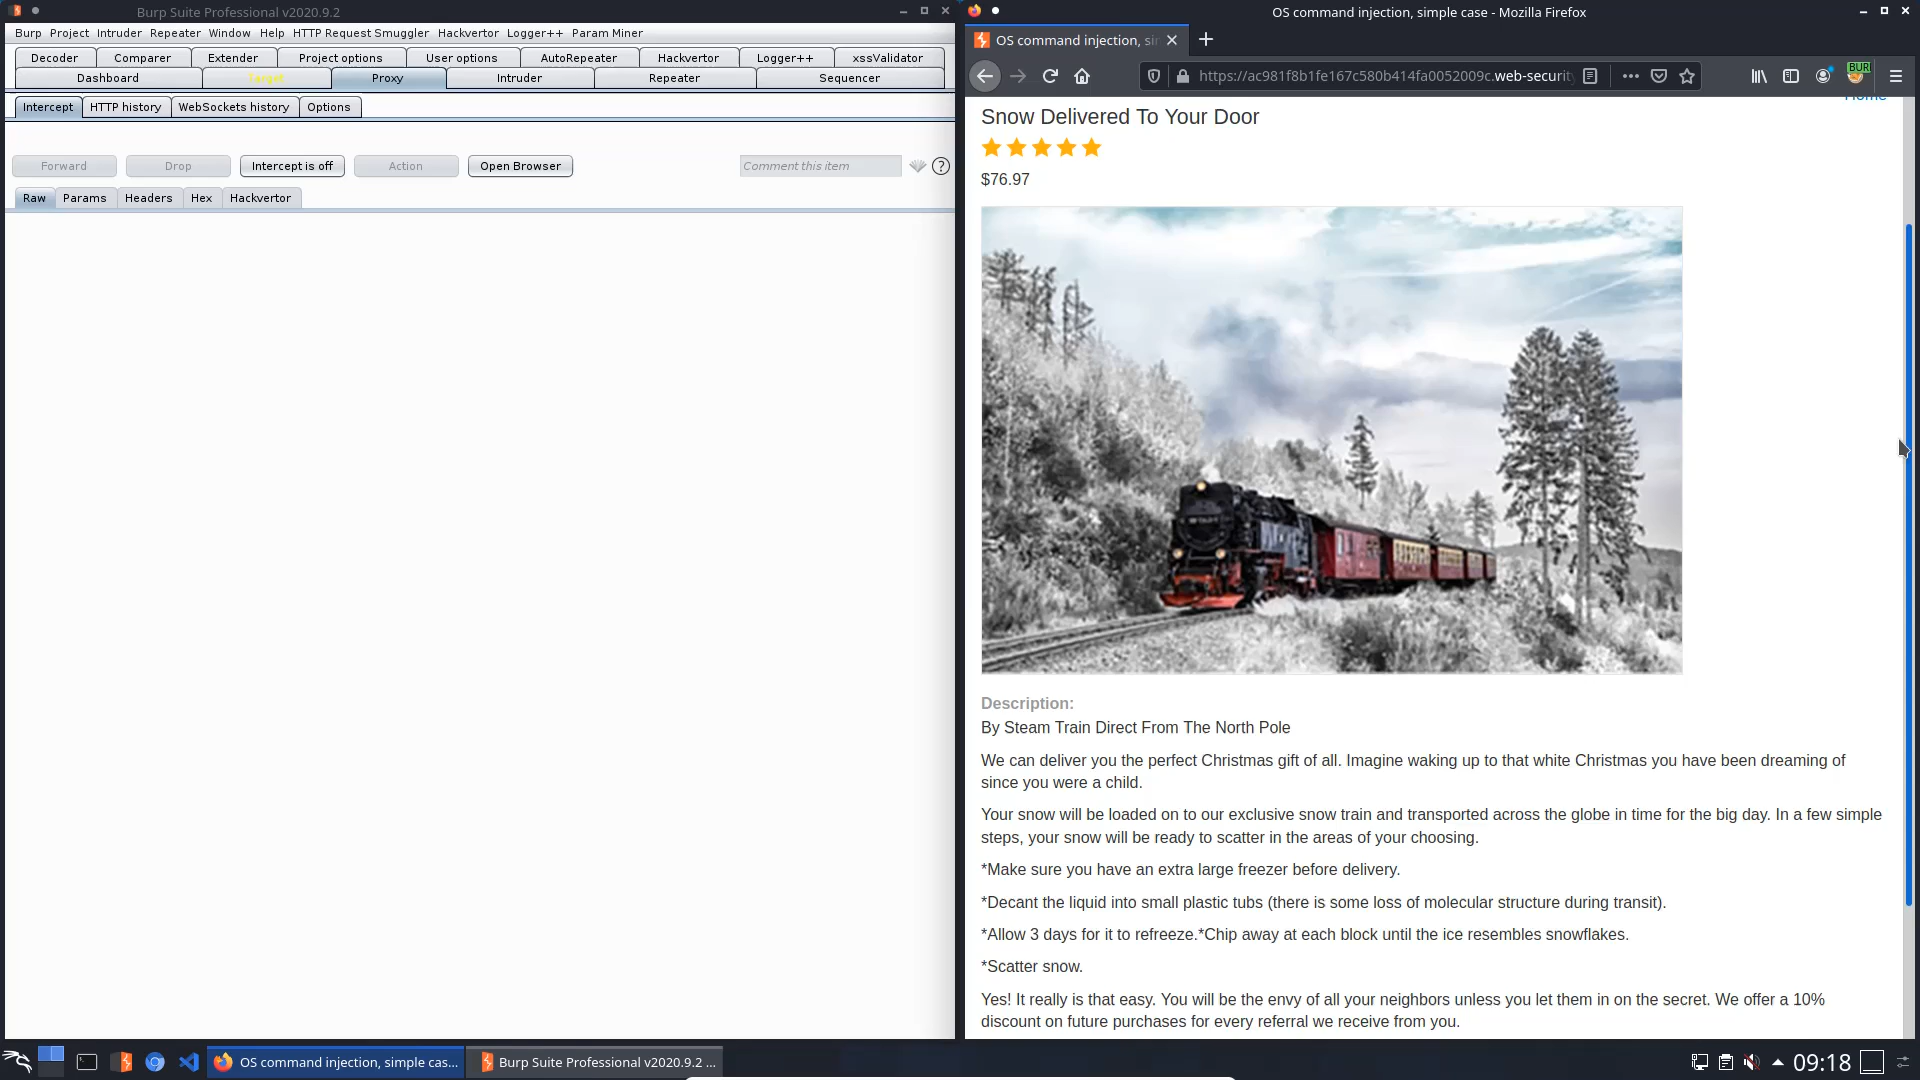 Burp Suite Professional v2020.9.2
Burp Project Intruder Repeater Window Help HTTP Request Smuggler Hackvertor Logger++ Param Miner
Decoder Comparer Extender Project options User options AutoRepeater Hackvertor Logger++ xssValidator
Dashboard Target Proxy Intruder Repeater Sequencer
Intercept HTTP history WebSockets history Options
Forward Drop Intercept is off Action Open Browser Comment this item ?
Raw Params Headers Hex Hackvertor
OS command injection, simple case - Mozilla Firefox
OS command injection, si
https://ac981f8b1fe167c580b414fa0052009c.web-securit
BUR
Home
Snow Delivered To Your Door
$76.97
Description:
By Steam Train Direct From The North Pole
We can deliver you the perfect Christmas gift of all. Imagine waking up to that white Christmas you have been dreaming of
since you were a child.
Your snow will be loaded on to our exclusive snow train and transported across the globe in time for the big day. In a few simple
steps, your snow will be ready to scatter in the areas of your choosing.
*Make sure you have an extra large freezer before delivery.
*Decant the liquid into small plastic tubs (there is some loss of molecular structure during transit).
*Allow 3 days for it to refreeze.*Chip away at each block until the ice resembles snowflakes.
*Scatter snow.
Yes! It really is that easy. You will be the envy of all your neighbors unless you let them in on the secret. We offer a 10%
discount on future purchases for every referral we receive from you.
OS command injection, simple cas... Burp Suite Professional v2020.9.2 ... 09:18